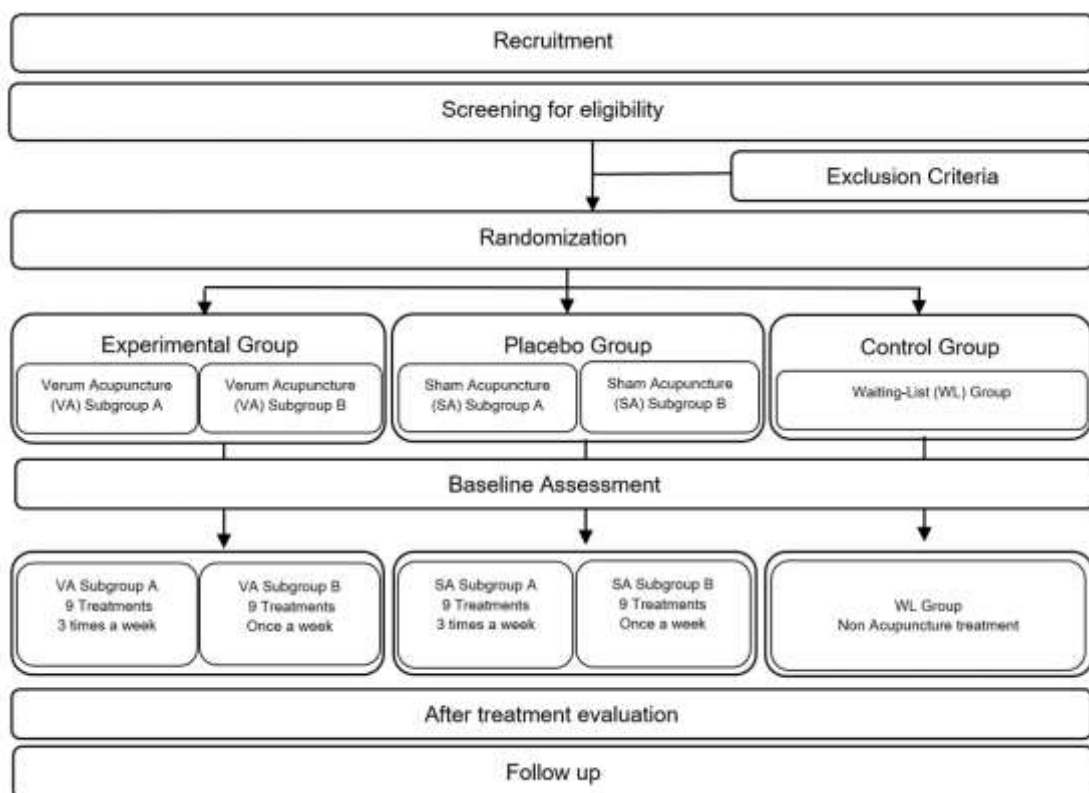 Recruitment
Screening for eligibility
Exclusion Criteria
Randomization
Experimental Group
Verum Acupuncture
(VA) Subgroup A
Verum Acupuncture
(VA) Subgroup B
Placebo Group
Sham Acupuncture
(SA) Subgroup A
Sham Acupuncture
(SA) Subgroup B
Control Group
Waiting-List (WL) Group
Baseline Assessment
VA Subgroup A
9 Treatments
3 times a week
VA Subgroup B
9 Treatments
Once a week
SA Subgroup A
9 Treatments
3 times a week
SA Subgroup B
9 Treatments
Once a week
WL Group
Non Acupuncture treatment
After treatment evaluation
Follow up